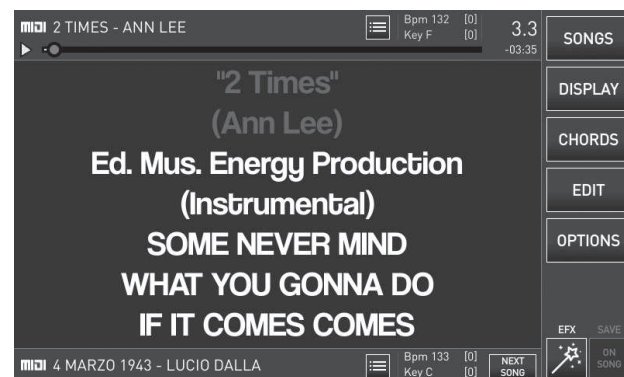 MIDI 2 TIMES - ANN LEE
Bpm 132 [0]
Key F [0]
3.3
-03:35
"2 Times"
(Ann Lee)
Ed. Mus. Energy Production
(Instrumental)
SOME NEVER MIND
WHAT YOU GONNA DO
IF IT COMES COMES
MIDI 4 MARZO 1943 - LUCIO DALLA
Bpm 133 [0]
Key C [0]
NEXT
SONG
SONGS
DISPLAY
CHORDS
EDIT
OPTIONS
EFX
SAVE
ON
SONG